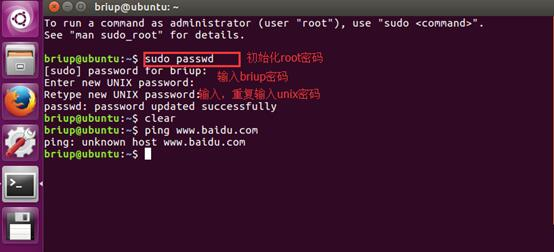 briup@ubuntu: ~
To run a command as administrator (user "root"), use "sudo <command>".
See "man sudo_root" for details.
briup@ubuntu:~$ sudo passwd 初始化root密码
[sudo] password for briup: 输入briup密码
Enter new UNIX password:
Retype new UNIX password: 输入，重复输入unix密码
passwd: password updated successfully
briup@ubuntu:~$ clear
briup@ubuntu:~$ ping www.baidu.com
ping: unknown host www.baidu.com
briup@ubuntu:~$